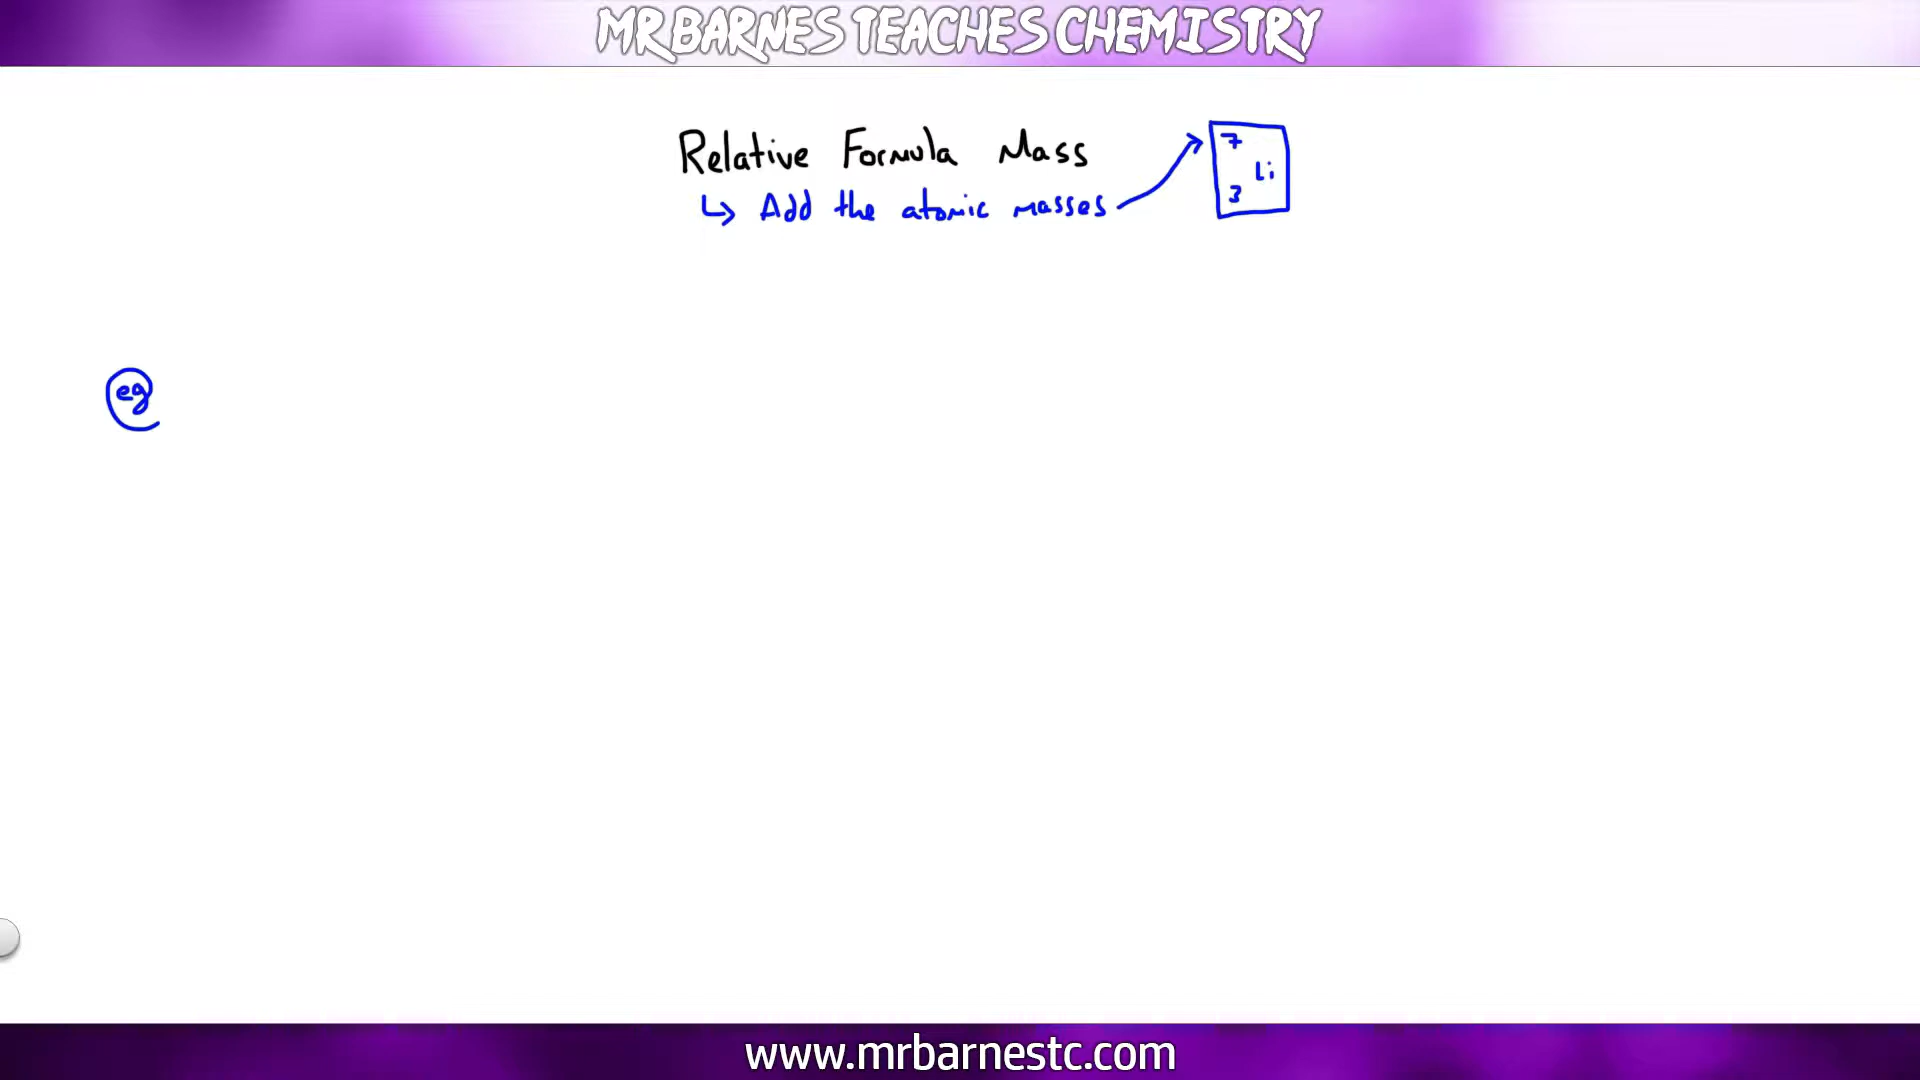 MR BARNES TEACHES CHEMISTRY
Relative Formula Mass
↳ Add the atomic masses
7
Li
3
eg
www.mrbarnestc.com